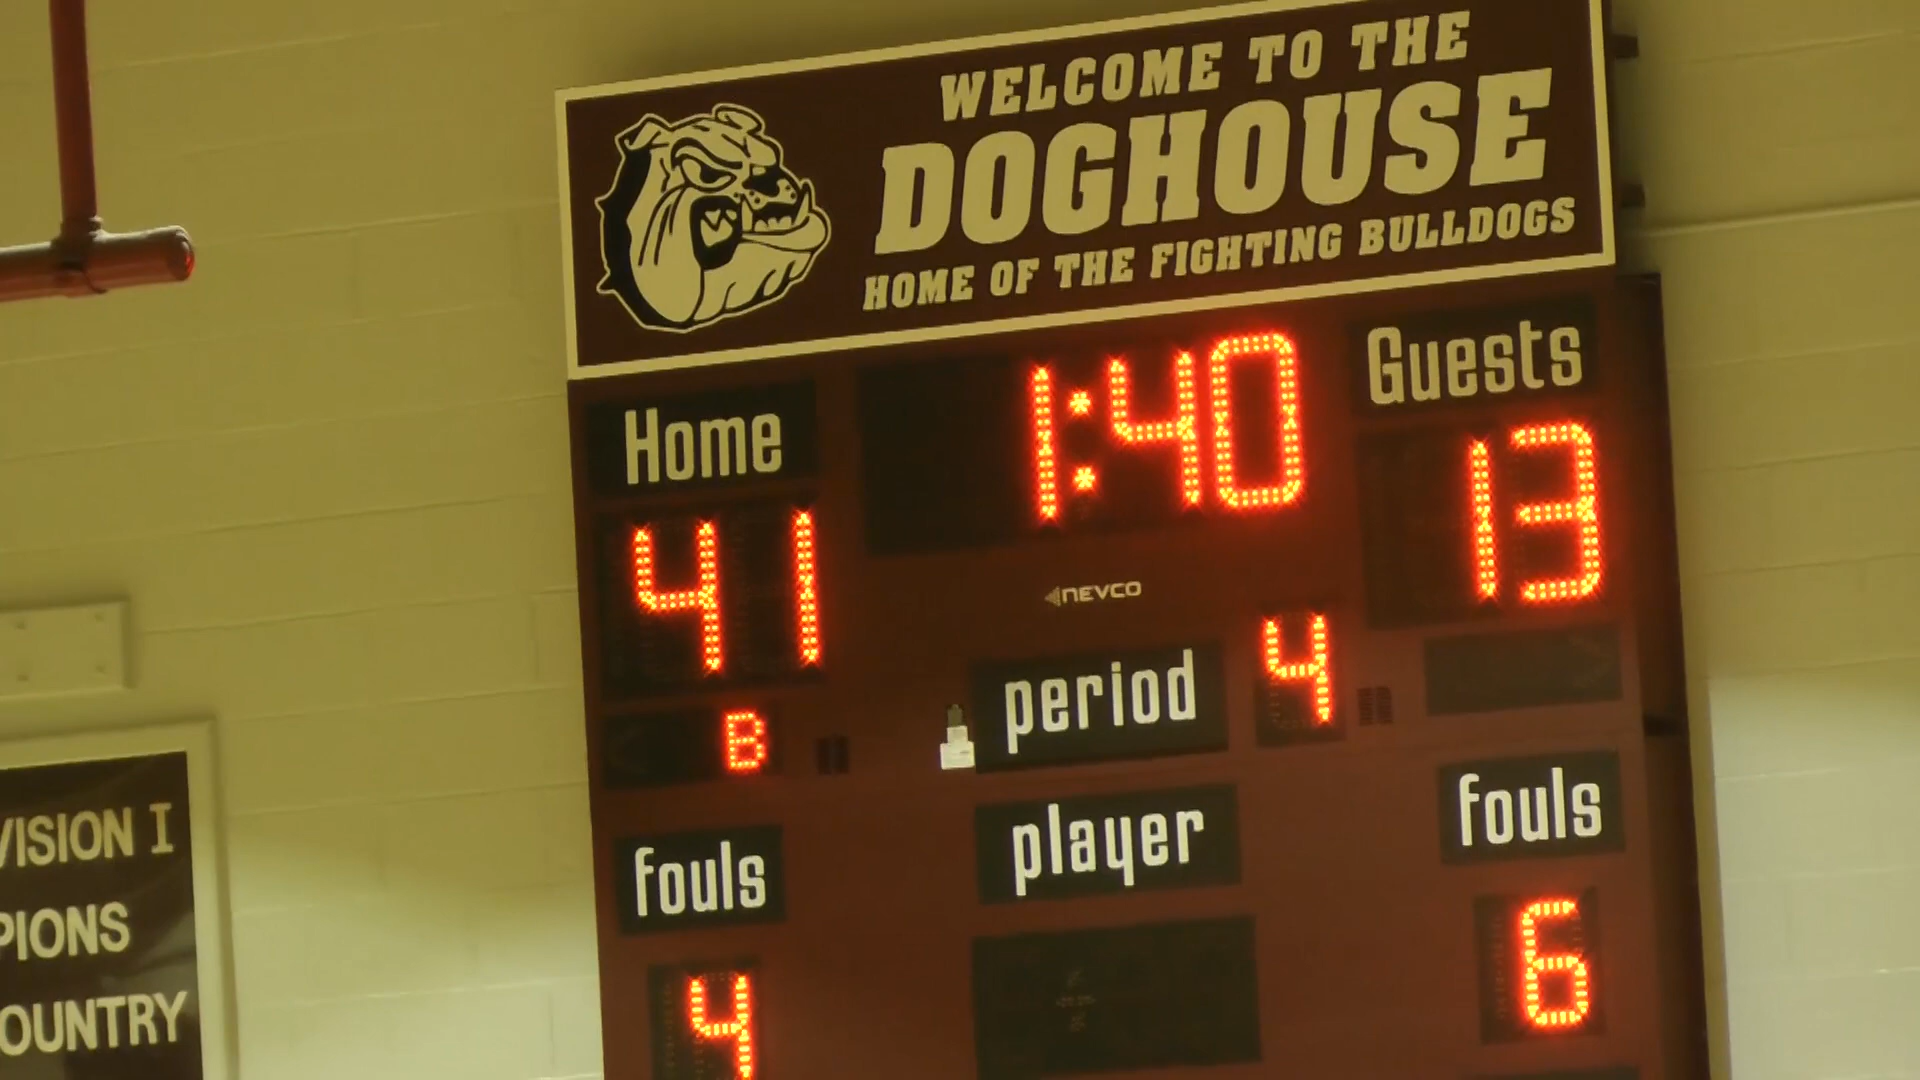 WELCOME TO THE
DOGHOUSE
HOME OF THE FIGHTING BULLDOGS
Home
1:40
Guests
41
13
NEVCO
B
period
4
fouls
player
fouls
4
6
VISION I
PIONS
OUNTRY